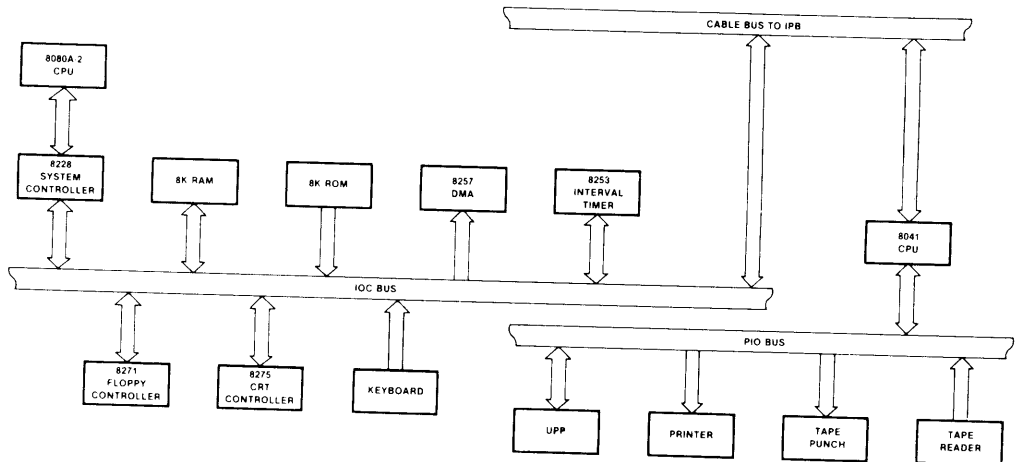 CABLE BUS TO IPB
8080A-2
CPU
8228
SYSTEM
CONTROLLER
8K RAM
8K ROM
8257
DMA
8253
INTERVAL
TIMER
8041
CPU
IOC BUS
PIO BUS
8271
FLOPPY
CONTROLLER
8275
CRT
CONTROLLER
KEYBOARD
UPP
PRINTER
TAPE
PUNCH
TAPE
READER